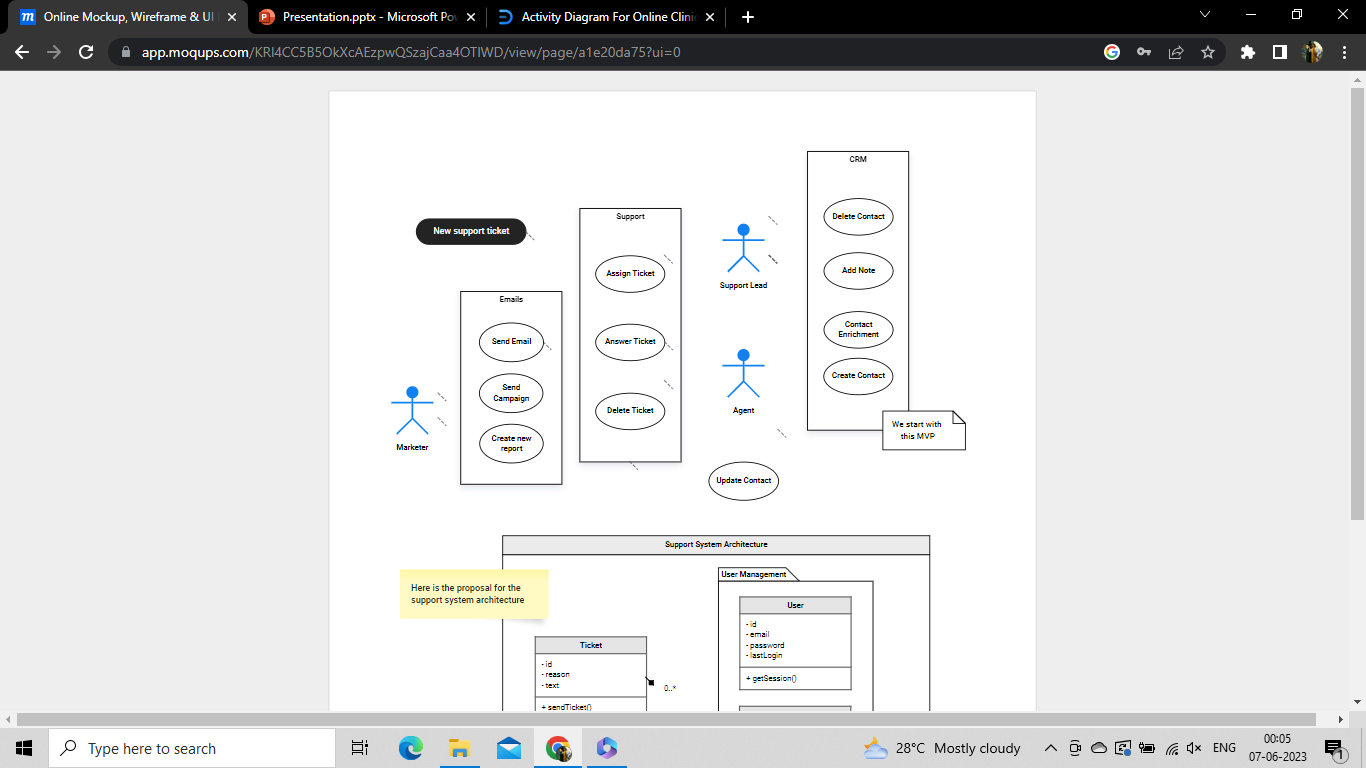 Online Mockup, Wireframe & UI
Presentation.pptx - Microsoft Po
Activity Diagram For Online Clini
app.moqups.com/KRI4CC5B5OkXcAEzpwQSzajCaa4OTIWD/view/page/a1e20da75?ui=0
CRM
Delete Contact
Add Note
Contact
Enrichment
Create Contact
We start with
this MVP
New support ticket
Support
Assign Ticket
Answer Ticket
Delete Ticket
Support Lead
Agent
Update Contact
Emails
Send Email
Send
Campaign
Create new
report
Marketer
Support System Architecture
Here is the proposal for the
support system architecture
User Management
User
- id
- email
- password
- lastLogin
+ getSession()
Ticket
- id
- reason
- text
+ sendTicket()
0..*
Type here to search
28°C Mostly cloudy
ENG
00:05
07-06-2023
1